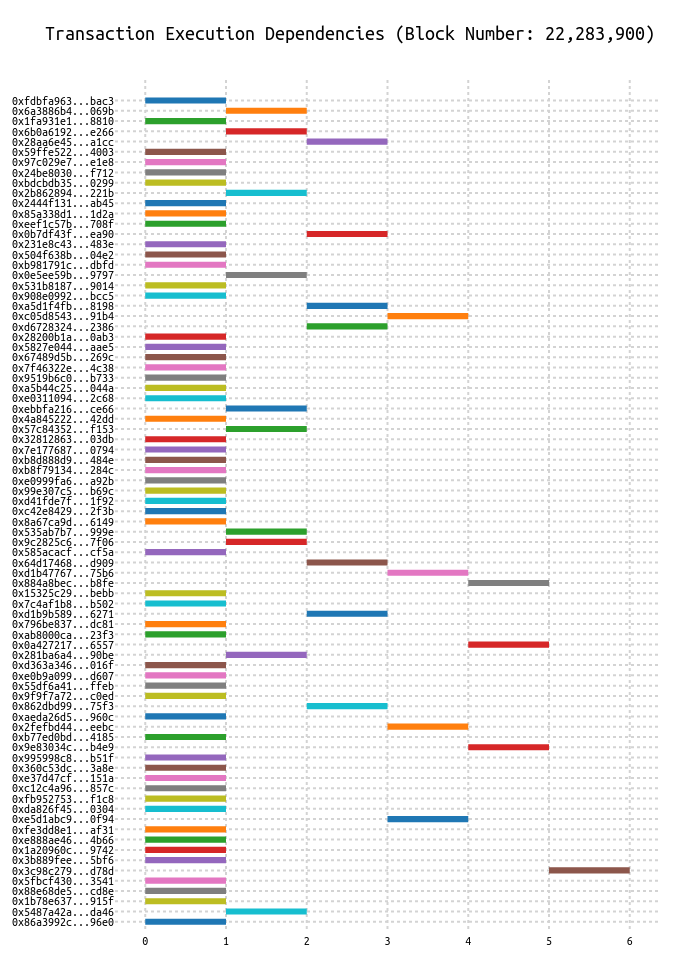 Transaction Execution Dependencies (Block Number: 22,283,900)
0xfdbfa963...bac3
0x6a3886b4...069b
0x1fa931e1...8810
0x6b0a6192...e266
0x28aa6e45...a1cc
0x59ffe522...4003
0x97c029e7...e1e8
0x24be8030...f712
0xbdcbdb35...0299
0x2b862894...221b
0x2444f131...ab45
0x85a338d1...1d2a
0xeef1c57b...708f
0x0b7df43f...ea90
0x231e8c43...483e
0x504f638b...04e2
0xb981791c...dbfd
0x0e5ee59b...9797
0x531b8187...9014
0x908e0992...bcc5
0xa5d1f4fb...8198
0xc05d8543...91b4
0xd6728324...2386
0x28200b1a...0ab3
0x5827e044...aae5
0x67489d5b...269c
0x7f46322e...4c38
0x9519b6c0...b733
0xa5b44c25...044a
0xe0311094...2c68
0xebbfa216...ce66
0x4a845222...42dd
0x57c84352...f153
0x32812863...03db
0x7e177687...0794
0xb8d888d9...484e
0xb8f79134...284c
0xe0999fa6...a92b
0x99e307c5...b69c
0xd41fde7f...1f92
0xc42e8429...2f3b
0x8a67ca9d...6149
0x535ab7b7...999e
0x9c2825c6...7f06
0x585acacf...cf5a
0x64d17468...d909
0xd1b47767...75b6
0x884a8bec...b8fe
0x15325c29...bebb
0x7c4af1b8...b502
0xd1b9b589...6271
0x796be837...dc81
0xab8000ca...23f3
0x0a427217...6557
0x281ba6a4...90be
0xd363a346...016f
0xe0b9a099...d607
0x55df6a41...ffeb
0x9f9f7a72...c0ed
0x862dbd99...75f3
0xaeda26d5...960c
0x2fefbd44...eebc
0xb77ed0bd...4185
0x9e83034c...b4e9
0x995998c8...b51f
0x360c53dc...3a8e
0xe37d47cf...151a
0xc12c4a96...857c
0xfb952753...f1c8
0xda826f45...0304
0xe5d1abc9...0f94
0xfe3dd8e1...af31
0xe888ae46...4b66
0x1a20960c...9742
0x3b889fee...5bf6
0x3c98c279...d78d
0x5fbcf430...3541
0x88e68de5...cd8e
0x1b78e637...915f
0x5487a42a...da46
0x86a3992c...96e0
0 1 2 3 4 5 6